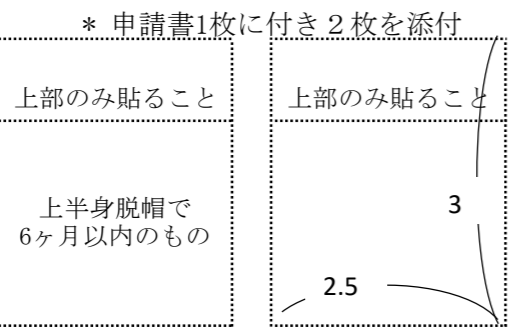 * 申請書1枚に付き２枚を添付
上部のみ貼ること
上部のみ貼ること
上半身脱帽で
6ヶ月以内のもの
3
2.5